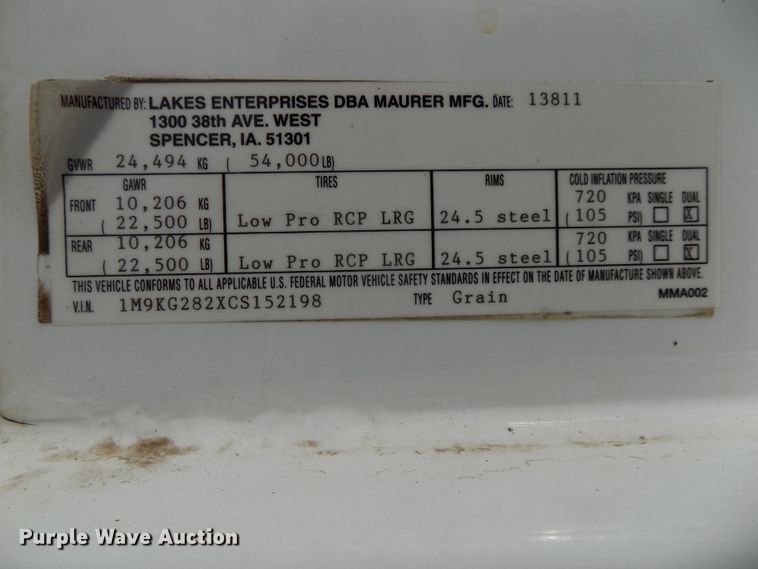 MANUFACTURED BY: LAKES ENTERPRISES DBA MAURER MFG. DATE: 13811
1300 38th AVE. WEST
SPENCER, IA. 51301
GVWR 24,494 KG ( 54,000 LB)
GAWR TIRES RIMS COLD INFLATION PRESSURE
FRONT 10,206 KG 720 KPA SINGLE DUAL
( 22,500 LB) Low Pro RCP LRG 24.5 steel (105 PSI) X
REAR 10,206 KG 720 KPA SINGLE DUAL
( 22,500 LB) Low Pro RCP LRG 24.5 steel (105 PSI) X
THIS VEHICLE CONFORMS TO ALL APPLICABLE U.S. FEDERAL MOTOR VEHICLE SAFETY STANDARDS IN EFFECT ON THE DATE OF MANUFACTURE SHOWN ABOVE.
V.I.N. 1M9KG282XCS152198 TYPE Grain MMA002
Purple Wave Auction